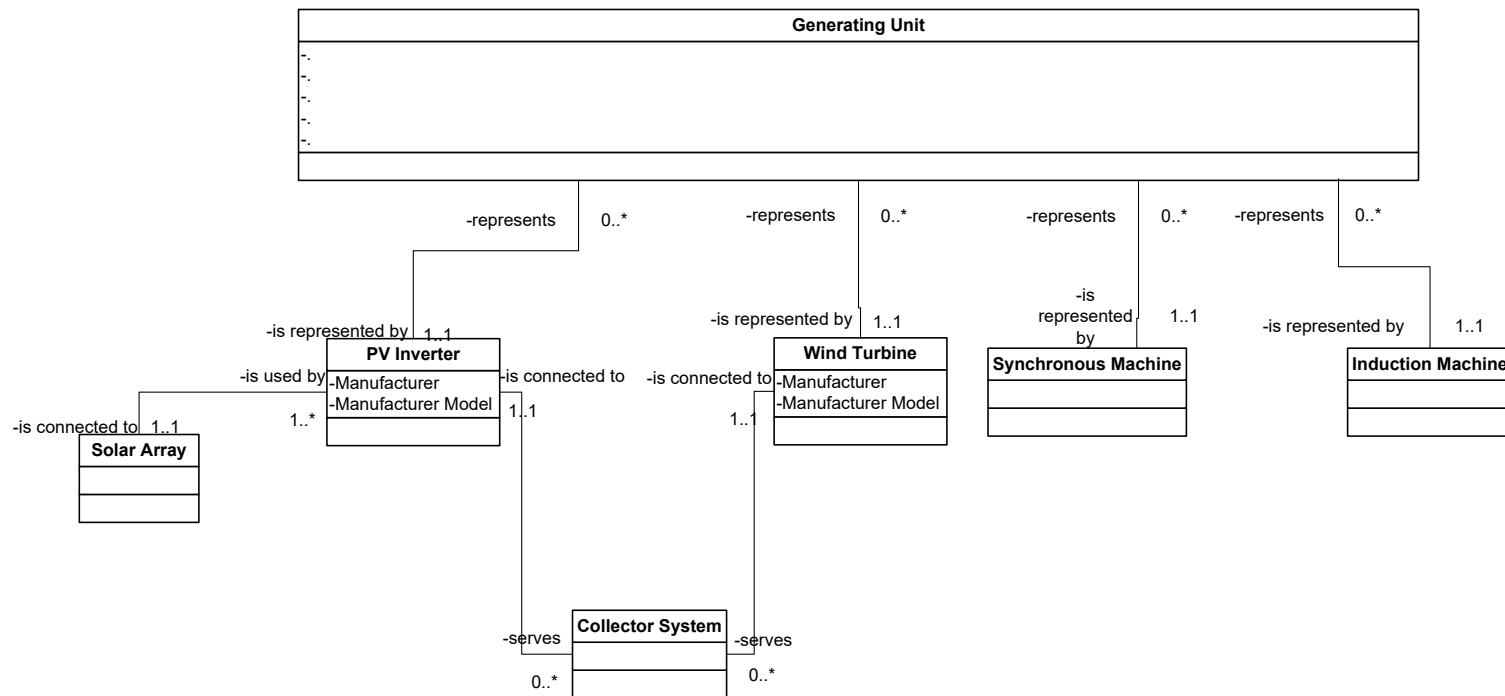 Generating Unit
-.
-.
-.
-.
-.
-represents
0..*
-represents
0..*
-represents
0..*
-represents
0..*
-is represented by
1..1
-is represented by
1..1
-is
represented
by
1..1
-is represented by
1..1
PV Inverter
-Manufacturer
-Manufacturer Model
Wind Turbine
-Manufacturer
-Manufacturer Model
Synchronous Machine
Induction Machine
-is used by
1..*
-is connected to
1..1
-is connected to
1..1
-is connected to
1..1
Solar Array
Collector System
-serves
0..*
-serves
0..*